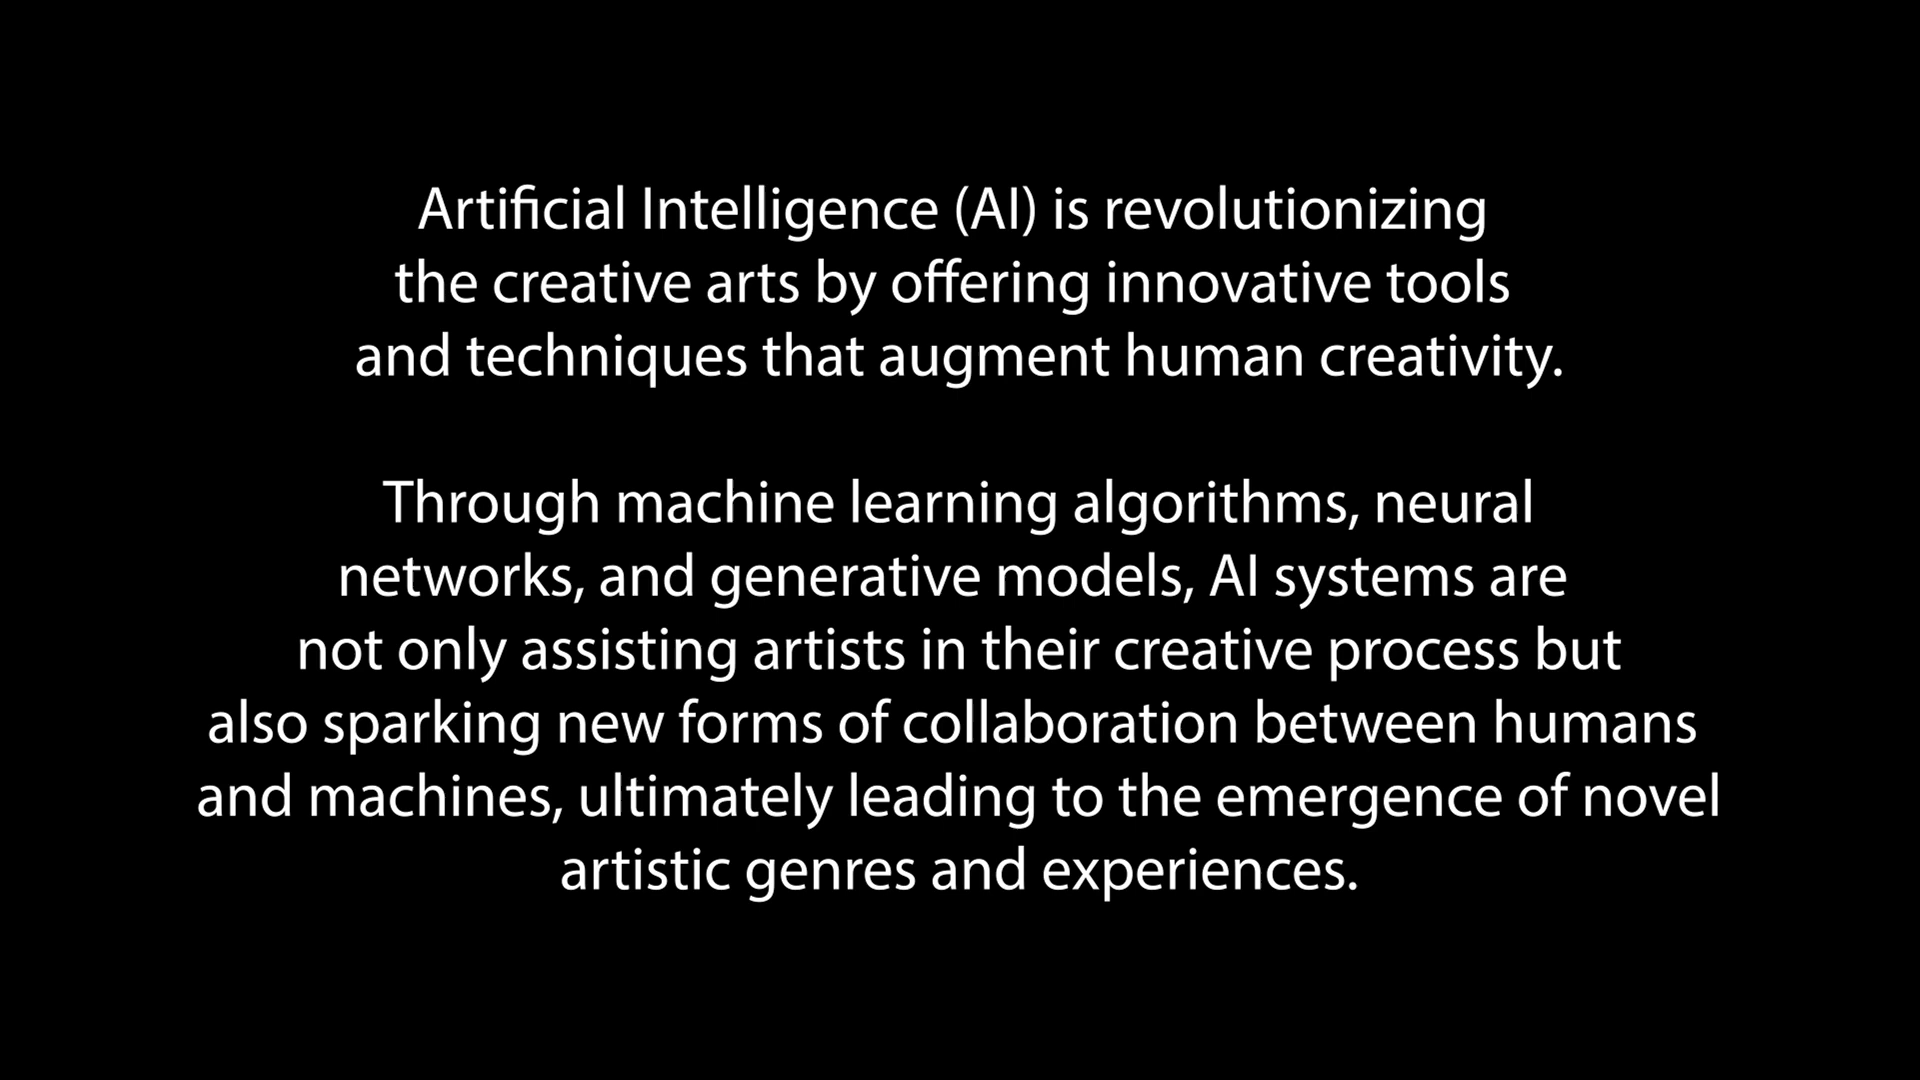 Artificial Intelligence (AI) is revolutionizing
the creative arts by offering innovative tools
and techniques that augment human creativity.
Through machine learning algorithms, neural
networks, and generative models, AI systems are
not only assisting artists in their creative process but
also sparking new forms of collaboration between humans
and machines, ultimately leading to the emergence of novel
artistic genres and experiences.